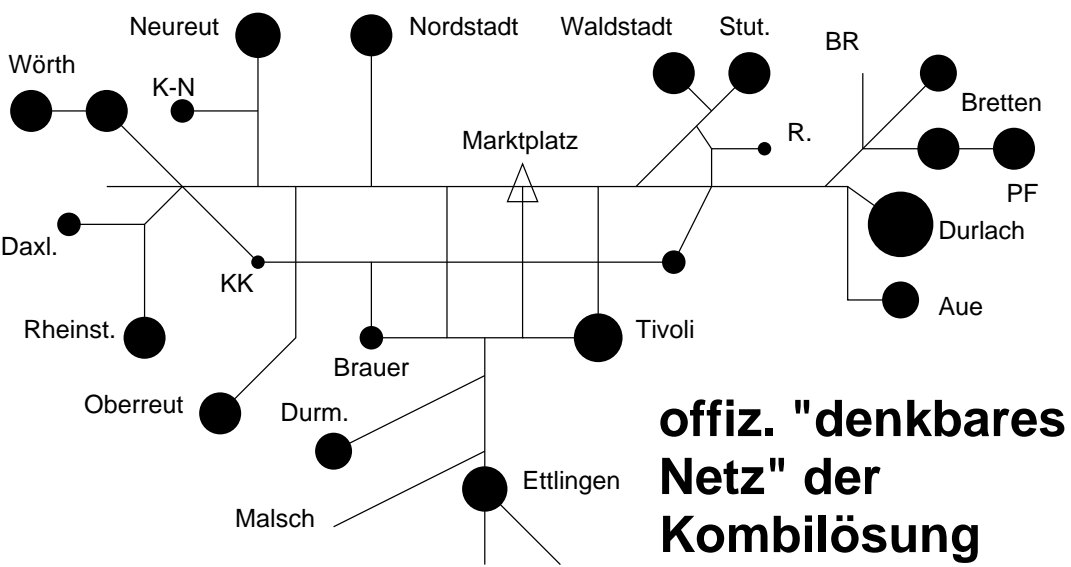 Neureut
Nordstadt
Waldstadt
Stut.
BR
Wörth
K-N
Bretten
Marktplatz
R.
PF
Daxl.
Durlach
KK
Rheinst.
Tivoli
Aue
Brauer
Oberreut
Durm.
offiz. "denkbares
Netz" der
Kombilösung
Ettlingen
Malsch